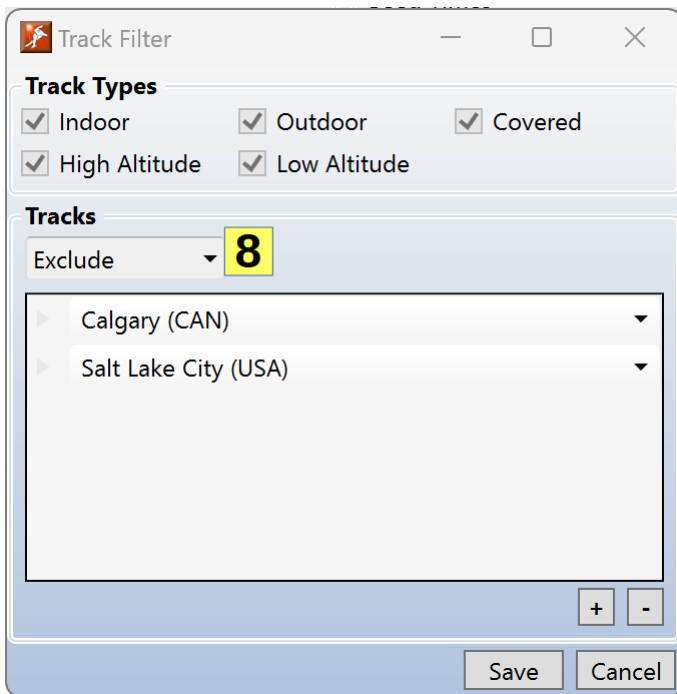 Track Filter
Track Types
Indoor Outdoor Covered
High Altitude Low Altitude
Tracks
Exclude 8
Calgary (CAN)
Salt Lake City (USA)
+ -
Save Cancel